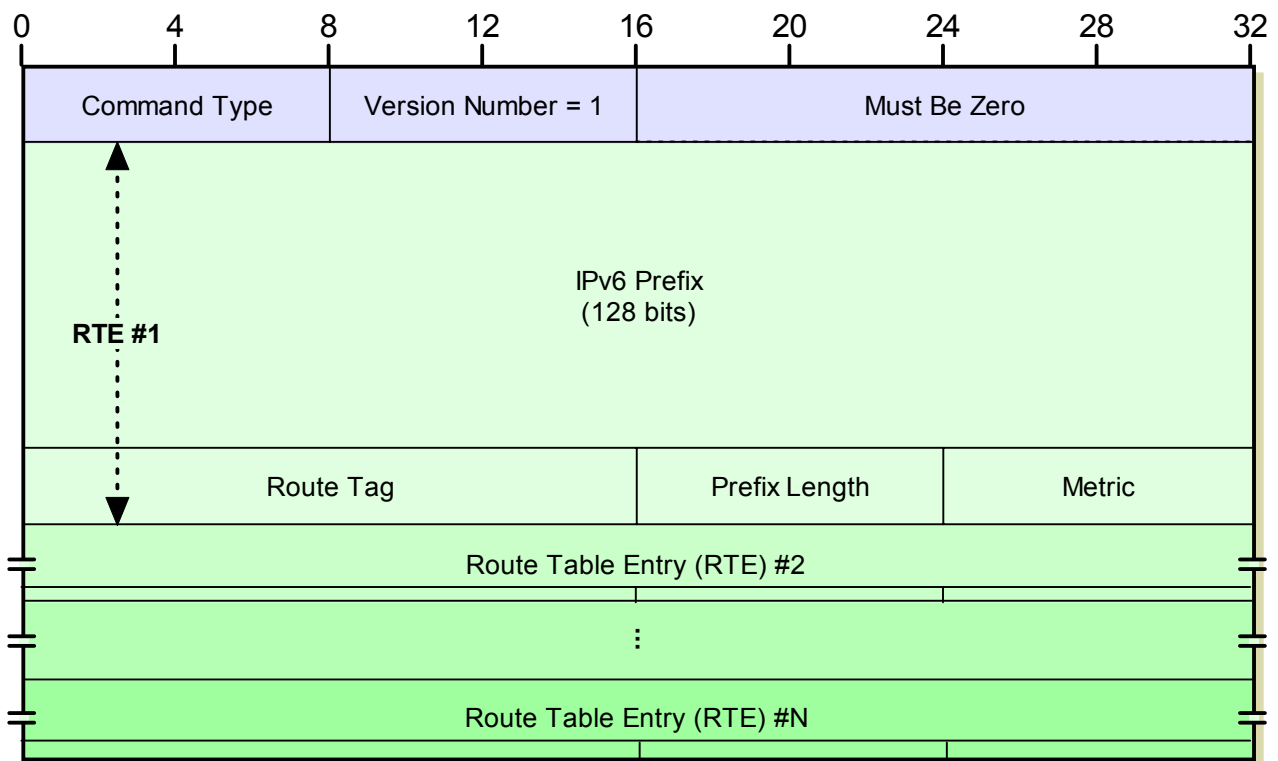 0 4 8 12 16 20 24 28 32
Command Type Version Number = 1 Must Be Zero
IPv6 Prefix
(128 bits)
RTE #1
Route Tag Prefix Length Metric
Route Table Entry (RTE) #2
...
Route Table Entry (RTE) #N